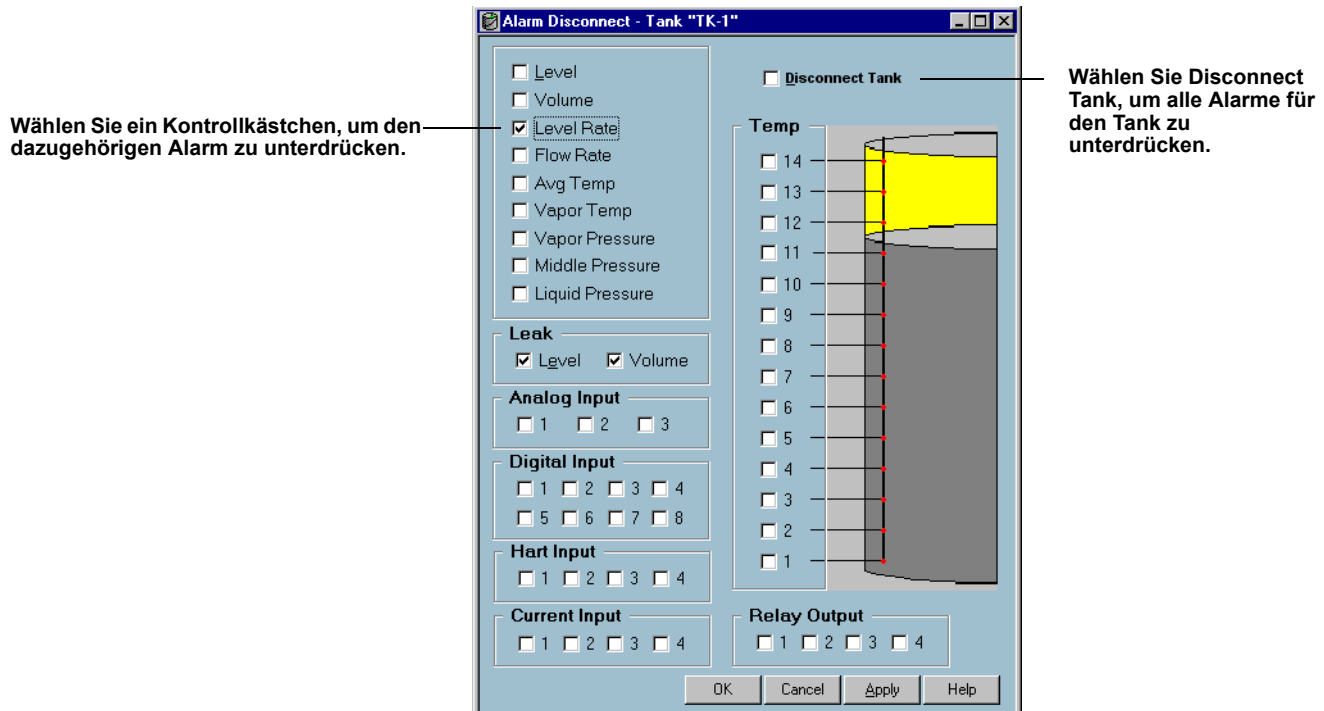 Alarm Disconnect - Tank "TK-1"
Wählen Sie ein Kontrollkästchen, um den
dazugehörigen Alarm zu unterdrücken.
Level
Volume
Level Rate
Flow Rate
Avg Temp
Vapor Temp
Vapor Pressure
Middle Pressure
Liquid Pressure
Leak
Level Volume
Analog Input
1 2 3
Digital Input
1 2 3 4
5 6 7 8
Hart Input
1 2 3 4
Current Input
1 2 3 4
Disconnect Tank
Wählen Sie Disconnect
Tank, um alle Alarme für
den Tank zu
unterdrücken.
Temp
14
13
12
11
10
9
8
7
6
5
4
3
2
1
Relay Output
1 2 3 4
OK Cancel Apply Help